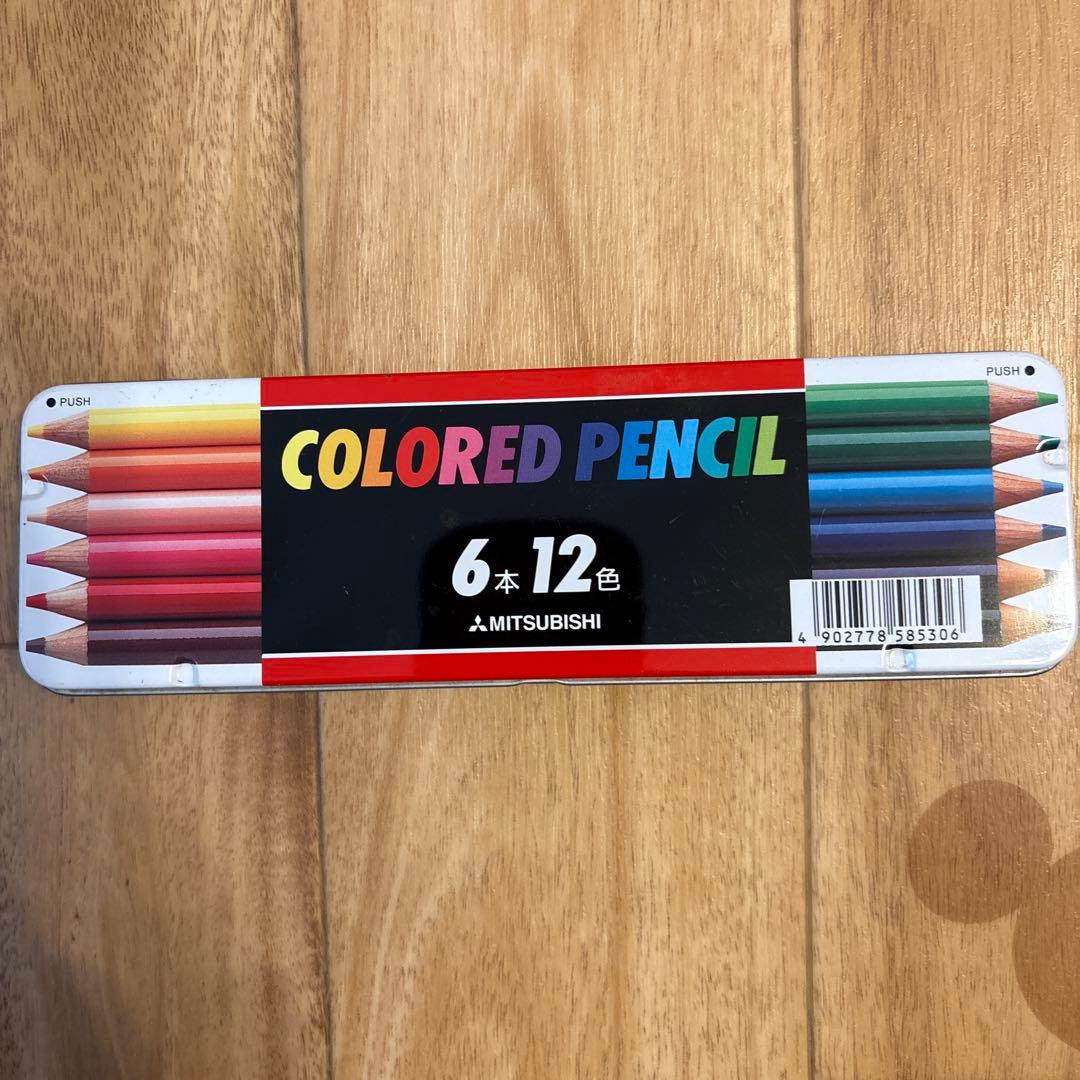 PUSH
PUSH
COLORED PENCIL
6本12色
MITSUBISHI
4 902778 585306